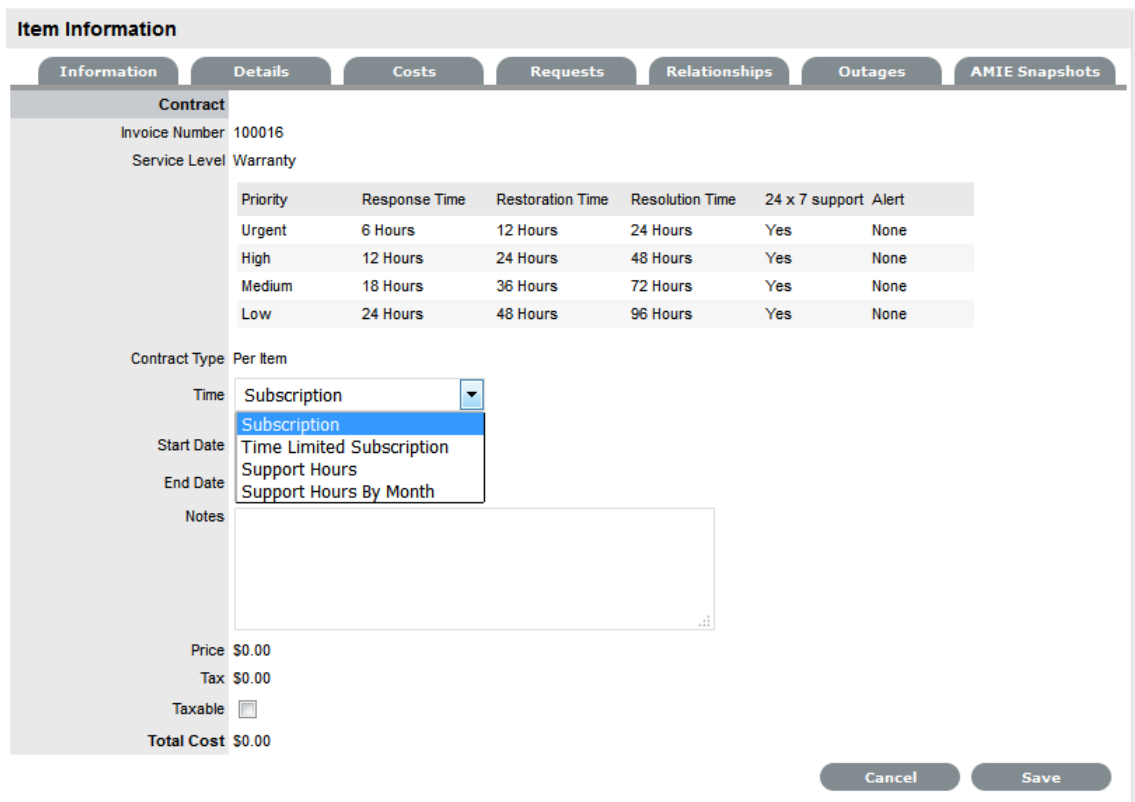 Item Information
Information Details Costs Requests Relationships Outages AMIE Snapshots
Contract
Invoice Number 100016
Service Level Warranty
Priority Response Time Restoration Time Resolution Time 24 x 7 support Alert
Urgent 6 Hours 12 Hours 24 Hours Yes None
High 12 Hours 24 Hours 48 Hours Yes None
Medium 18 Hours 36 Hours 72 Hours Yes None
Low 24 Hours 48 Hours 96 Hours Yes None
Contract Type Per Item
Time Subscription
Subscription
Start Date Time Limited Subscription
Support Hours
End Date Support Hours By Month
Notes
Price $0.00
Tax $0.00
Taxable
Total Cost $0.00
Cancel Save